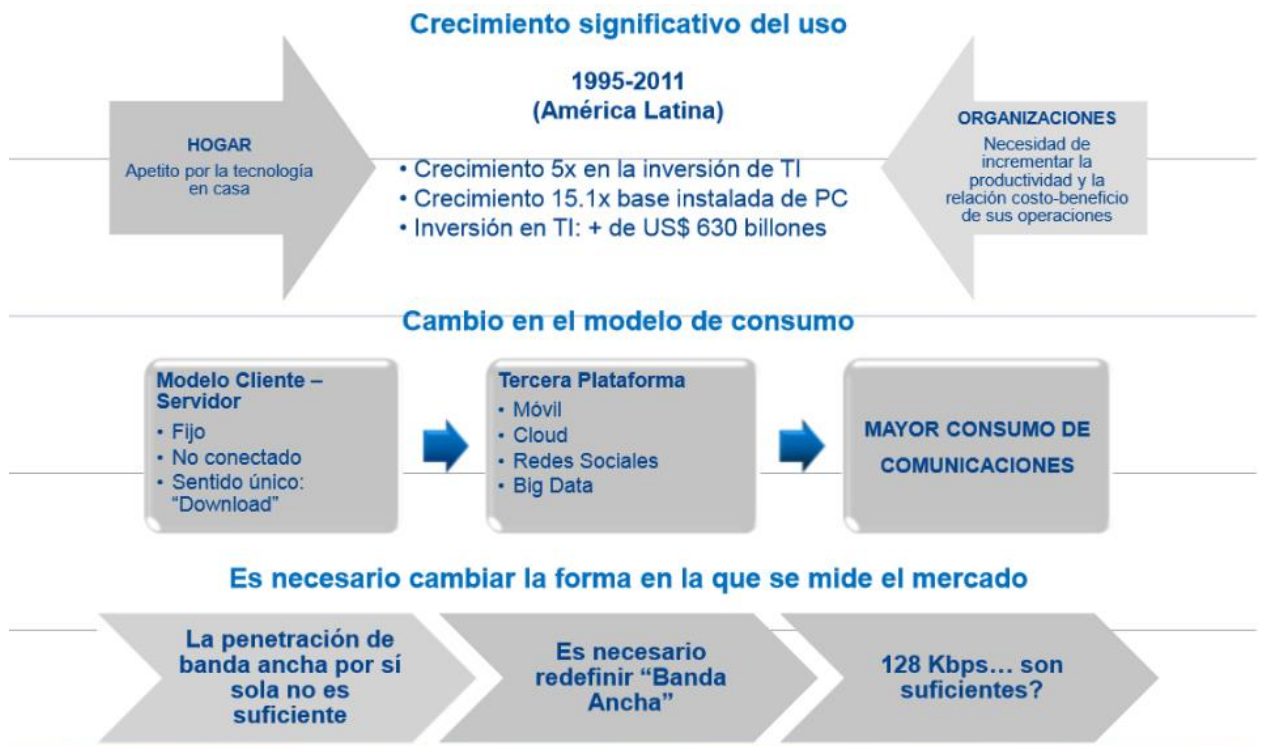 Crecimiento significativo del uso
HOGAR
Apetito por la tecnología
en casa
1995-2011
(América Latina)
• Crecimiento 5x en la inversión de TI
• Crecimiento 15.1x base instalada de PC
• Inversión en TI: + de US$ 630 billones
ORGANIZACIONES
Necesidad de
incrementar la
productividad y la
relación costo-beneficio
de sus operaciones
Cambio en el modelo de consumo
Modelo Cliente –
Servidor
• Fijo
• No conectado
• Sentido único:
“Download”
Tercera Plataforma
• Móvil
• Cloud
• Redes Sociales
• Big Data
MAYOR CONSUMO DE
COMUNICACIONES
Es necesario cambiar la forma en la que se mide el mercado
La penetración de
banda ancha por sí
sola no es
suficiente
Es necesario
redefinir “Banda
Ancha”
128 Kbps… son
suficientes?